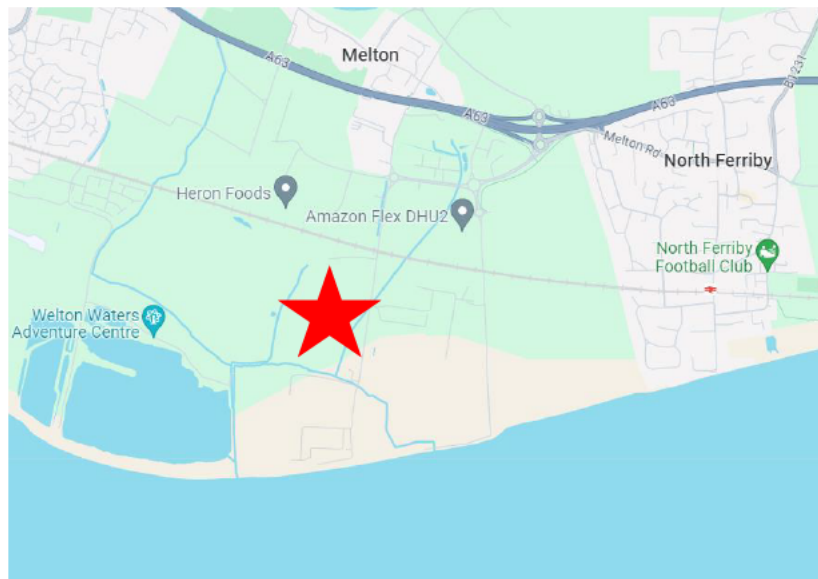 Melton
A63
A63
A63
B1231
Melton Rd
North Ferriby
Heron Foods
Amazon Flex DHU2
North Ferriby
Football Club
Welton Waters
Adventure Centre